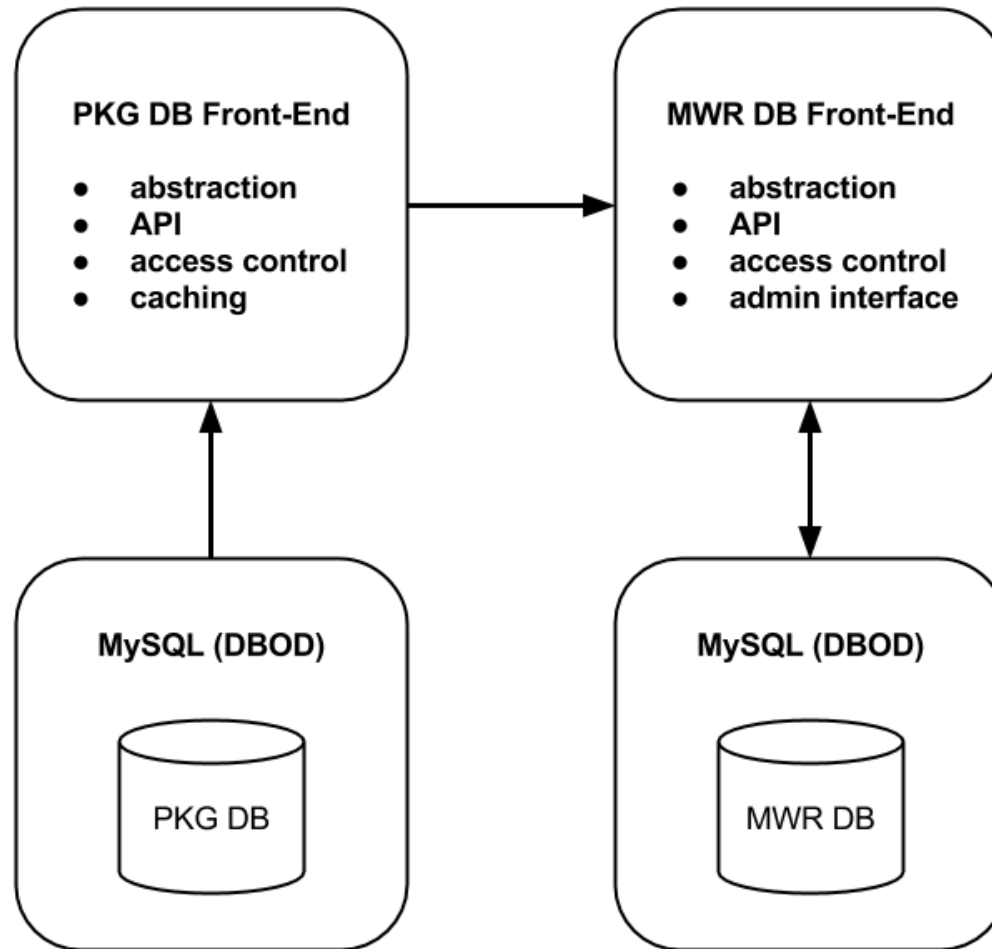 PKG DB Front-End
● abstraction
● API
● access control
● caching
MWR DB Front-End
● abstraction
● API
● access control
● admin interface
MySQL (DBOD)
PKG DB
MySQL (DBOD)
MWR DB